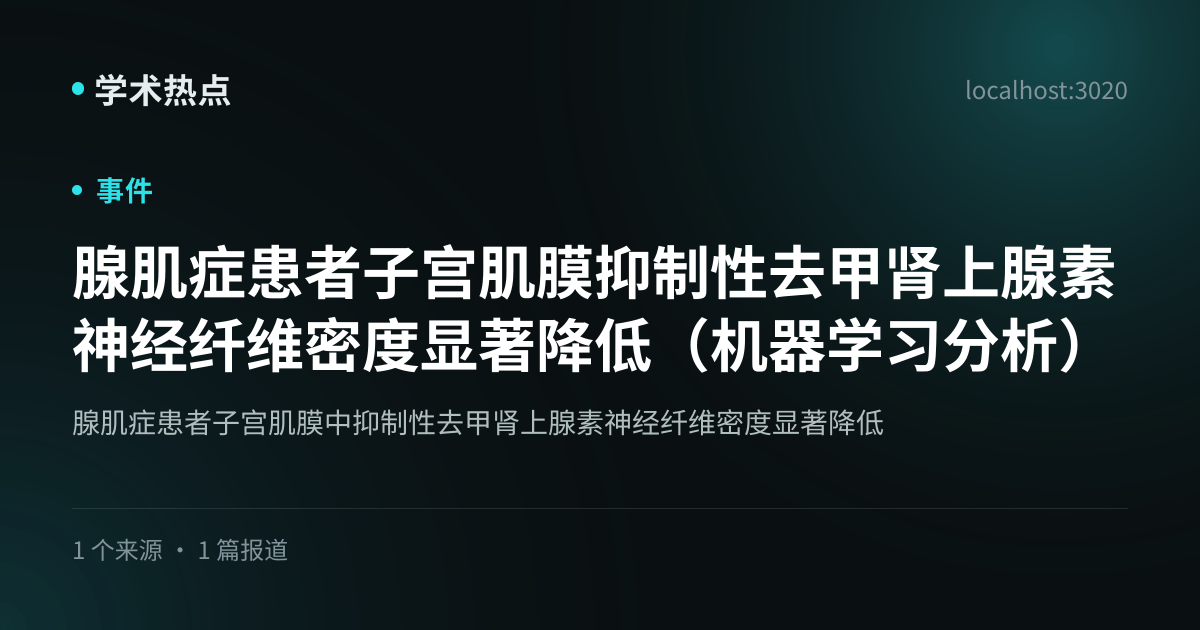 学术热点
localhost:3020
事件
腺肌症患者子宫肌膜抑制性去甲肾上腺素
神经纤维密度显著降低（机器学习分析）
腺肌症患者子宫肌膜中抑制性去甲肾上腺素神经纤维密度显著降低
1 个来源 · 1 篇报道